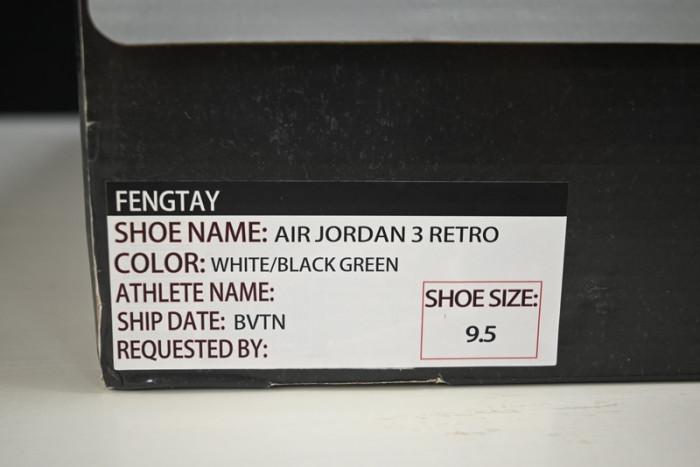 FENGTAY
SHOE NAME: AIR JORDAN 3 RETRO
COLOR: WHITE/BLACK GREEN
ATHLETE NAME:
SHIP DATE: BVTN
REQUESTED BY:
SHOE SIZE:
9.5